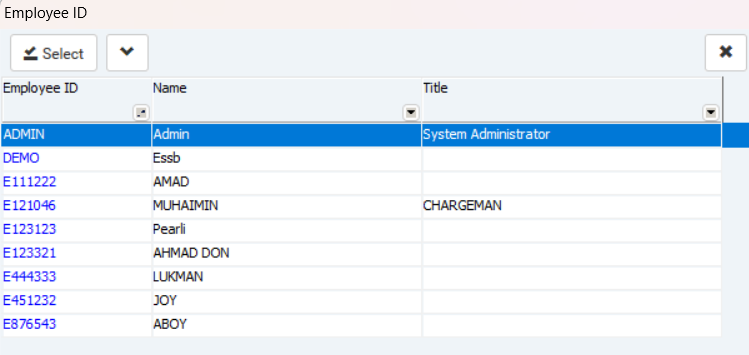 Employee ID
Select
Employee ID Name Title
ADMIN Admin System Administrator
DEMO Essb
E111222 AMAD
E121046 MUHAIMIN CHARGEMAN
E123123 Pearli
E123321 AHMAD DON
E444333 LUKMAN
E451232 JOY
E876543 ABOY